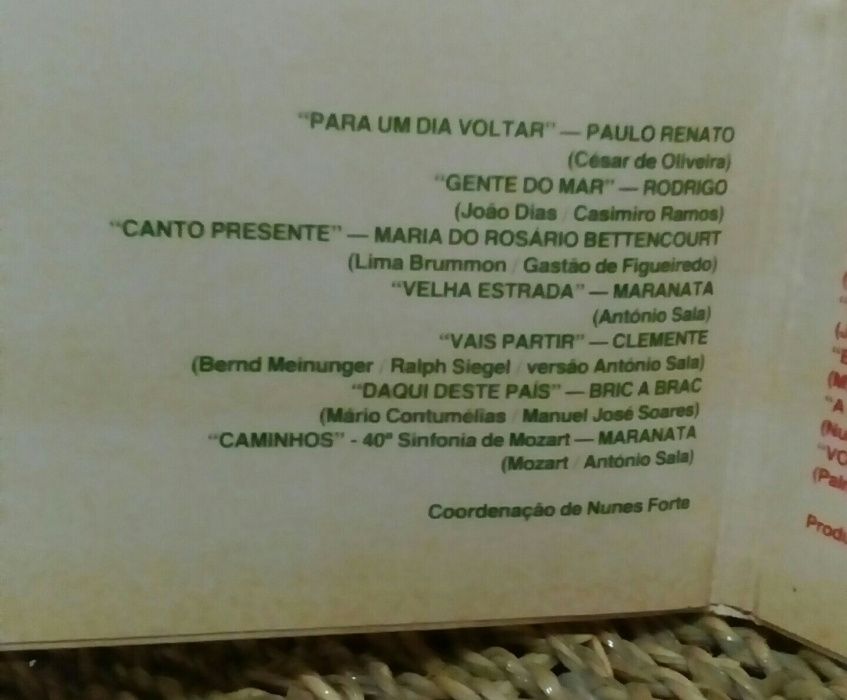 "PARA UM DIA VOLTAR" — PAULO RENATO
(César de Oliveira)
"GENTE DO MAR" — RODRIGO
(João Dias / Casimiro Ramos)
"CANTO PRESENTE" — MARIA DO ROSÁRIO BETTENCOURT
(Lima Brummon / Gastão de Figueiredo)
"VELHA ESTRADA" — MARANATA
(António Sala)
"VAIS PARTIR" — CLEMENTE
(Bernd Meinunger / Ralph Siegel / versão António Sala)
"DAQUI DESTE PAÍS" — BRIC A BRAC
(Mário Contumélias / Manuel José Soares)
"CAMINHOS" - 40ª Sinfonia de Mozart — MARANATA
(Mozart / António Sala)
Coordenação de Nunes Forte